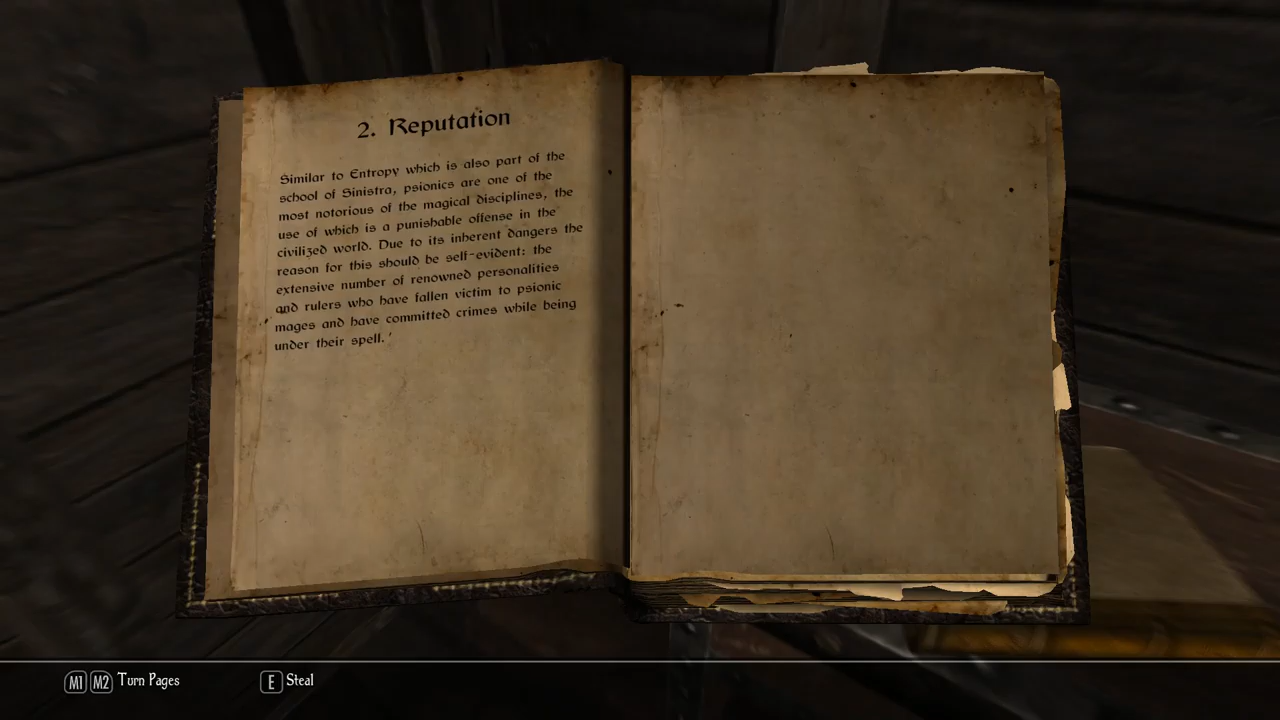 2. Reputation
Similar to Entropy which is also part of the
school of Sinistra, psionics are one of the
most notorious of the magical disciplines, the
use of which is a punishable offense in the
civilized world. Due to its inherent dangers the
reason for this should be self-evident: the
extensive number of renowned personalities
and rulers who have fallen victim to psionic
mages and have committed crimes while being
under their spell. '
M1 M2 Turn Pages
E Steal